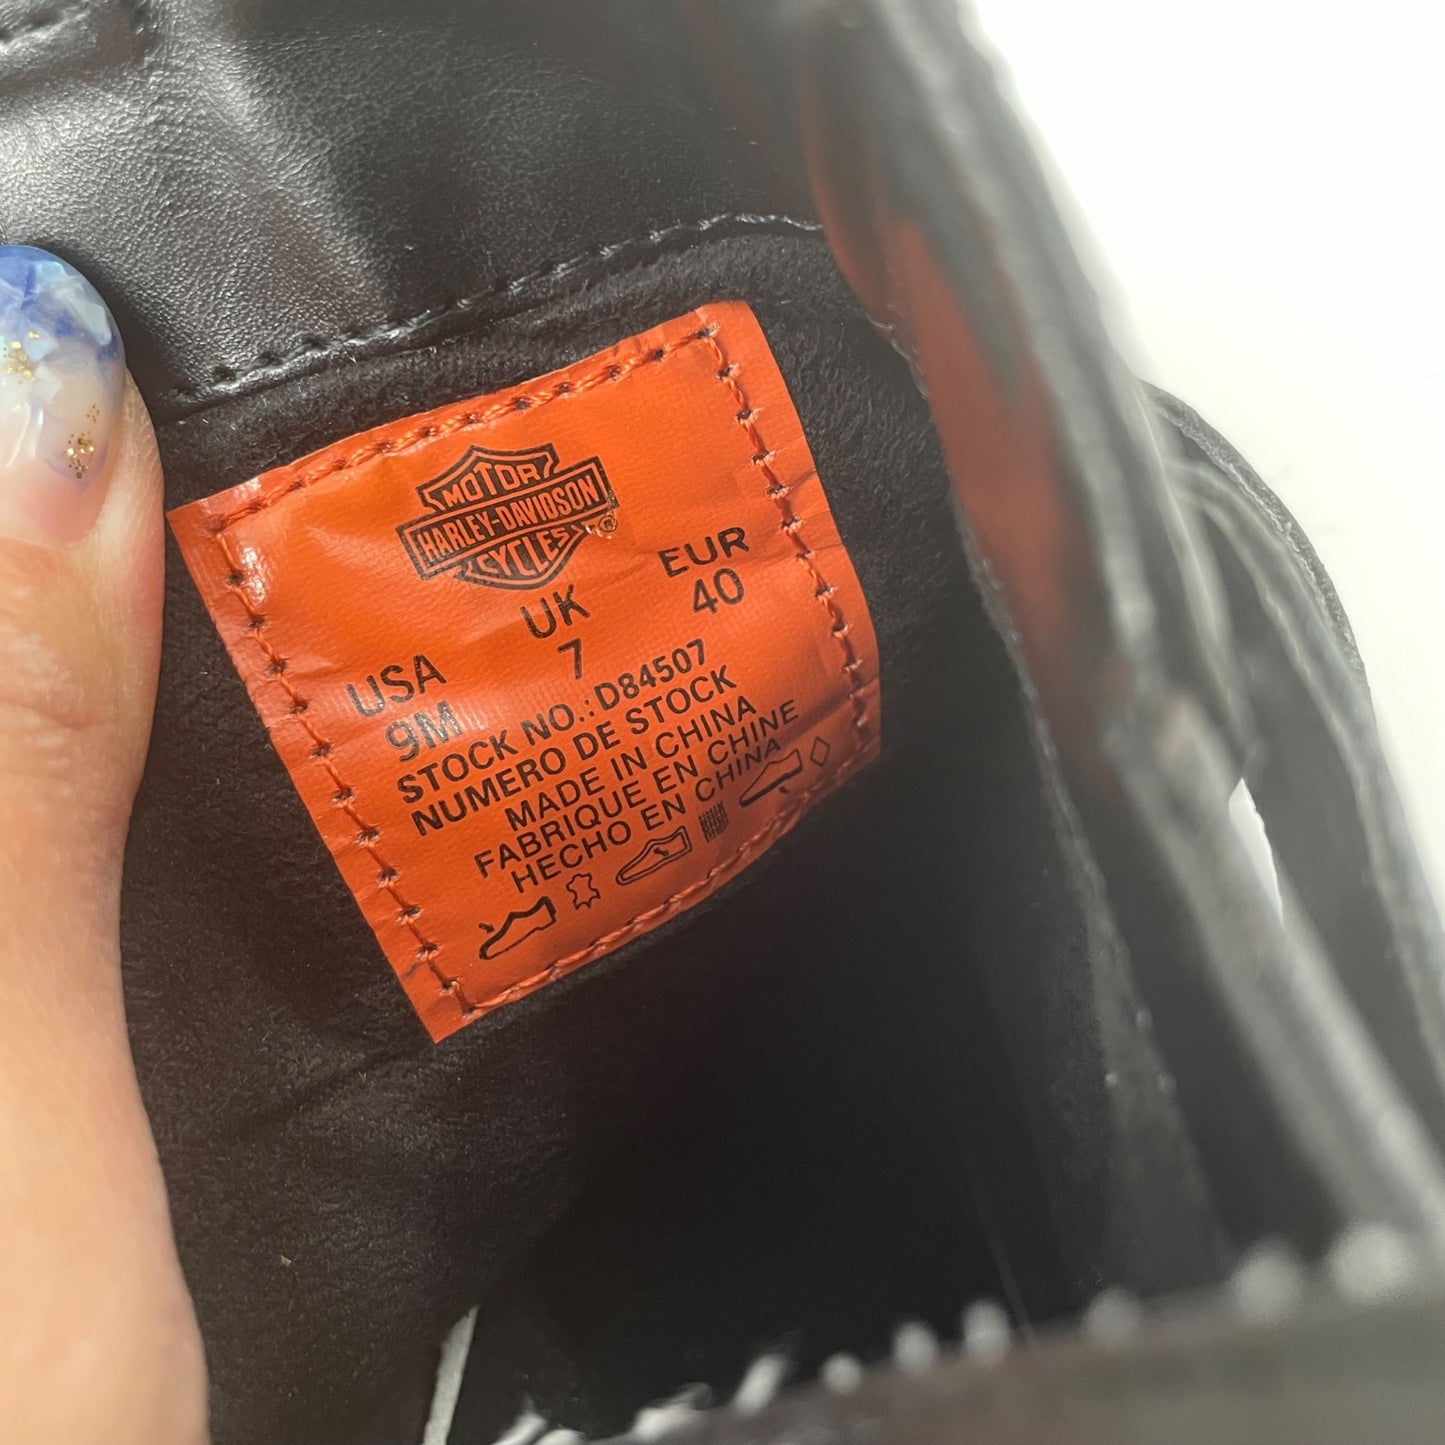 MOTOR
HARLEY-DAVIDSON
CYCLES
®
USA UK EUR
9M 7 40
STOCK NO.: D84507
NUMERO DE STOCK
MADE IN CHINA
FABRIQUE EN CHINE
HECHO EN CHINA